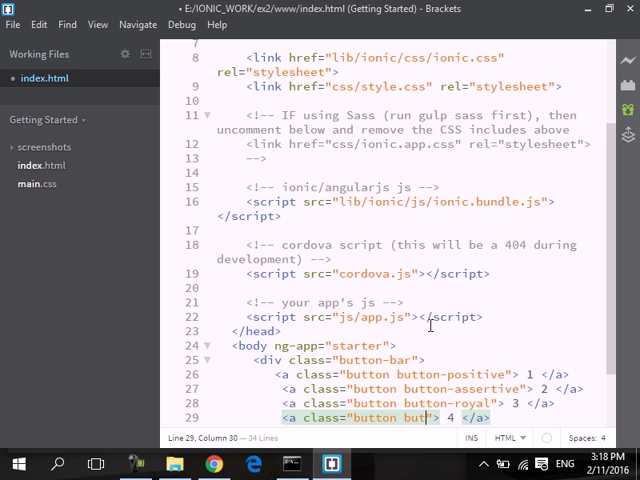 • E:/IONIC_WORK/ex2/www/index.html (Getting Started) - Brackets
File Edit Find View Navigate Debug Help
Working Files
• index.html
Getting Started
screenshots
index.html
main.css
7
8 <link href="lib/ionic/css/ionic.css"
rel="stylesheet">
9 <link href="css/style.css" rel="stylesheet">
10
11 <!-- IF using Sass (run gulp sass first), then
uncomment below and remove the CSS includes above
12 <link href="css/ionic.app.css" rel="stylesheet">
13 -->
14
15 <!-- ionic/angularjs js -->
16 <script src="lib/ionic/js/ionic.bundle.js">
</script>
17
18 <!-- cordova script (this will be a 404 during
development) -->
19 <script src="cordova.js"></script>
20
21 <!-- your app's js -->
22 <script src="js/app.js"></script>
23 </head>
24 <body ng-app="starter">
25 <div class="button-bar">
26 <a class="button button-positive"> 1 </a>
27 <a class="button button-assertive"> 2 </a>
28 <a class="button button-royal"> 3 </a>
29 <a class="button but"> 4 </a>
Line 29, Column 30 — 34 Lines
INS HTML Spaces: 4
ENG 3:18 PM
2/11/2016